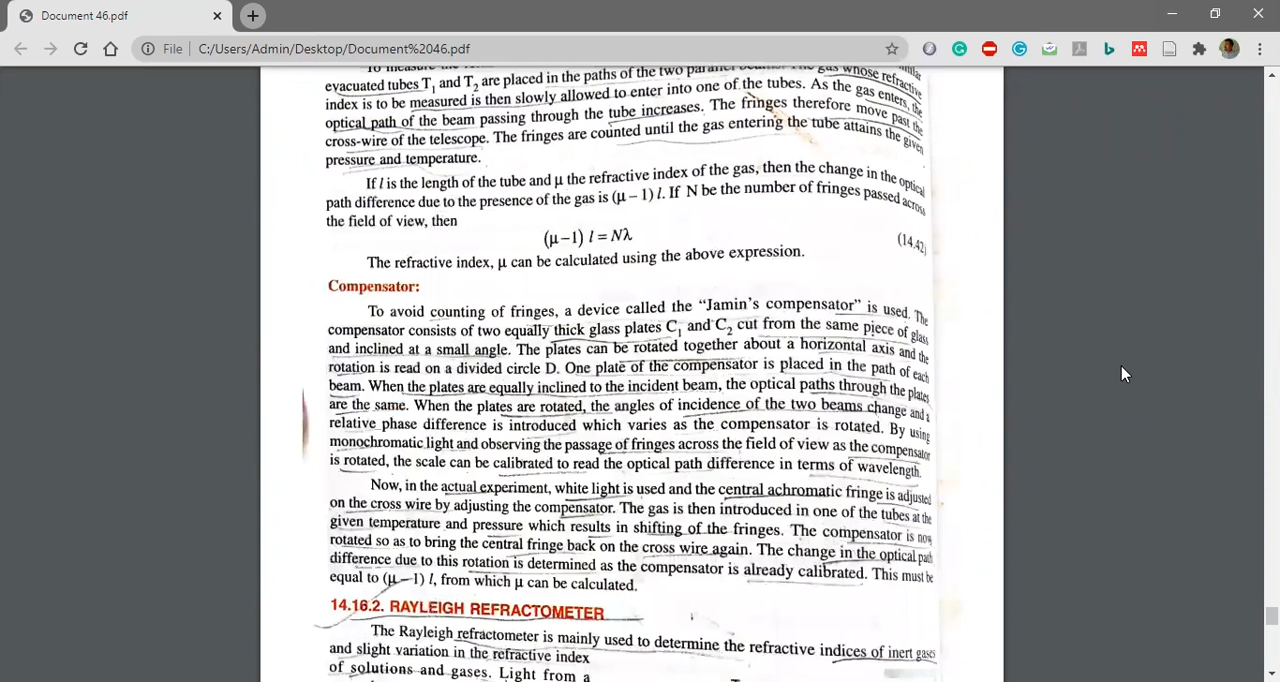 Document 46.pdf
File C:/Users/Admin/Desktop/Document%2046.pdf
evacuated tubes T1 and T2 are placed in the paths of the two parallel beams. The gas whose refractive
index is to be measured is then slowly allowed to enter into one of the tubes. As the gas enters, the
optical path of the beam passing through the tube increases. The fringes therefore move past the
cross-wire of the telescope. The fringes are counted until the gas entering the tube attains the given
pressure and temperature.
If l is the length of the tube and μ the refractive index of the gas, then the change in the optical
path difference due to the presence of the gas is (μ – 1) l. If N be the number of fringes passed across
the field of view, then
(μ–1) l = Nλ (14.42)
The refractive index, μ can be calculated using the above expression.
Compensator:
To avoid counting of fringes, a device called the “Jamin’s compensator” is used. The
compensator consists of two equally thick glass plates C1 and C2 cut from the same piece of glass
and inclined at a small angle. The plates can be rotated together about a horizontal axis and the
rotation is read on a divided circle D. One plate of the compensator is placed in the path of each
beam. When the plates are equally inclined to the incident beam, the optical paths through the plates
are the same. When the plates are rotated, the angles of incidence of the two beams change and a
relative phase difference is introduced which varies as the compensator is rotated. By using
monochromatic light and observing the passage of fringes across the field of view as the compensator
is rotated, the scale can be calibrated to read the optical path difference in terms of wavelength.
Now, in the actual experiment, white light is used and the central achromatic fringe is adjusted
on the cross wire by adjusting the compensator. The gas is then introduced in one of the tubes at the
given temperature and pressure which results in shifting of the fringes. The compensator is now
rotated so as to bring the central fringe back on the cross wire again. The change in the optical path
difference due to this rotation is determined as the compensator is already calibrated. This must be
equal to (μ – 1) l, from which μ can be calculated.
14.16.2. RAYLEIGH REFRACTOMETER
The Rayleigh refractometer is mainly used to determine the refractive indices of inert gases
and slight variation in the refractive index
of solutions and gases. Light from a